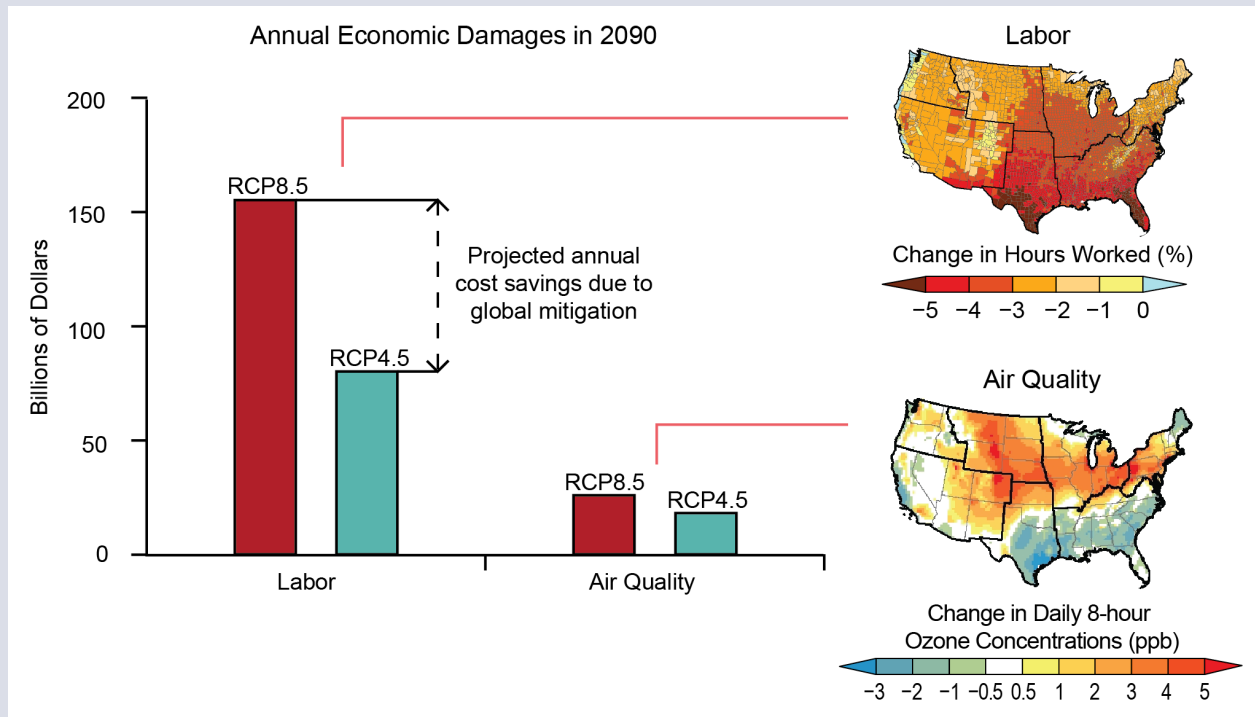 Annual Economic Damages in 2090
200
150
100
50
0
Billions of Dollars
RCP8.5
RCP4.5
Projected annual
cost savings due to
global mitigation
RCP8.5
RCP4.5
Labor
Air Quality
Labor
Change in Hours Worked (%)
−5 −4 −3 −2 −1 0
Air Quality
Change in Daily 8-hour
Ozone Concentrations (ppb)
−3 −2 −1 −0.5 0.5 1 2 3 4 5